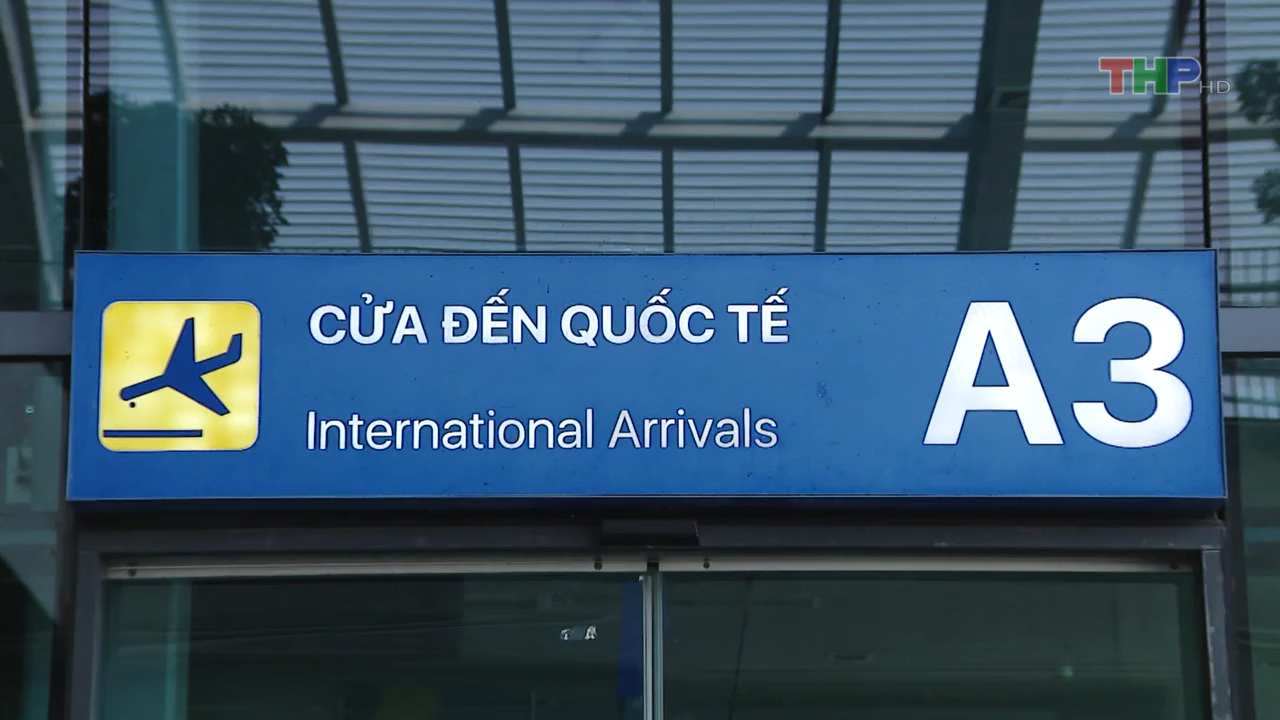 THP HD
CỬA ĐẾN QUỐC TẾ
International Arrivals
A3